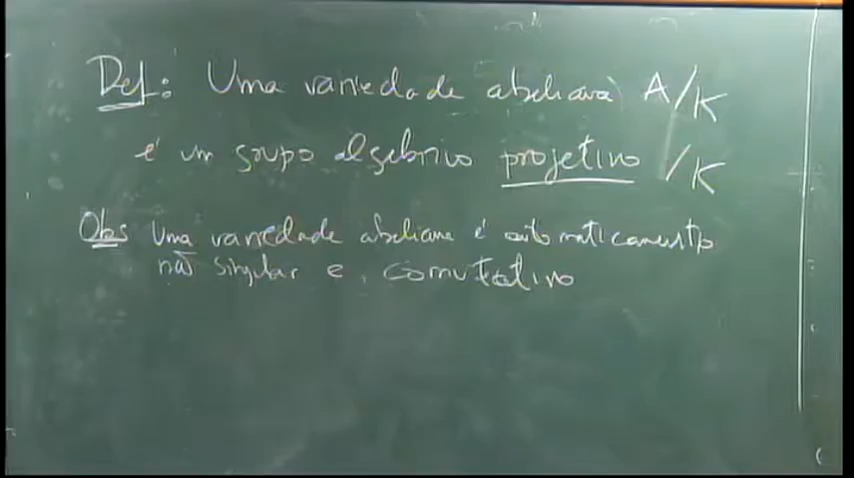 Def: Uma variedade abeliana A/K
é um grupo algébrico projetivo /K
Obs Uma variedade abeliana é automaticamente
não singular e comutativo